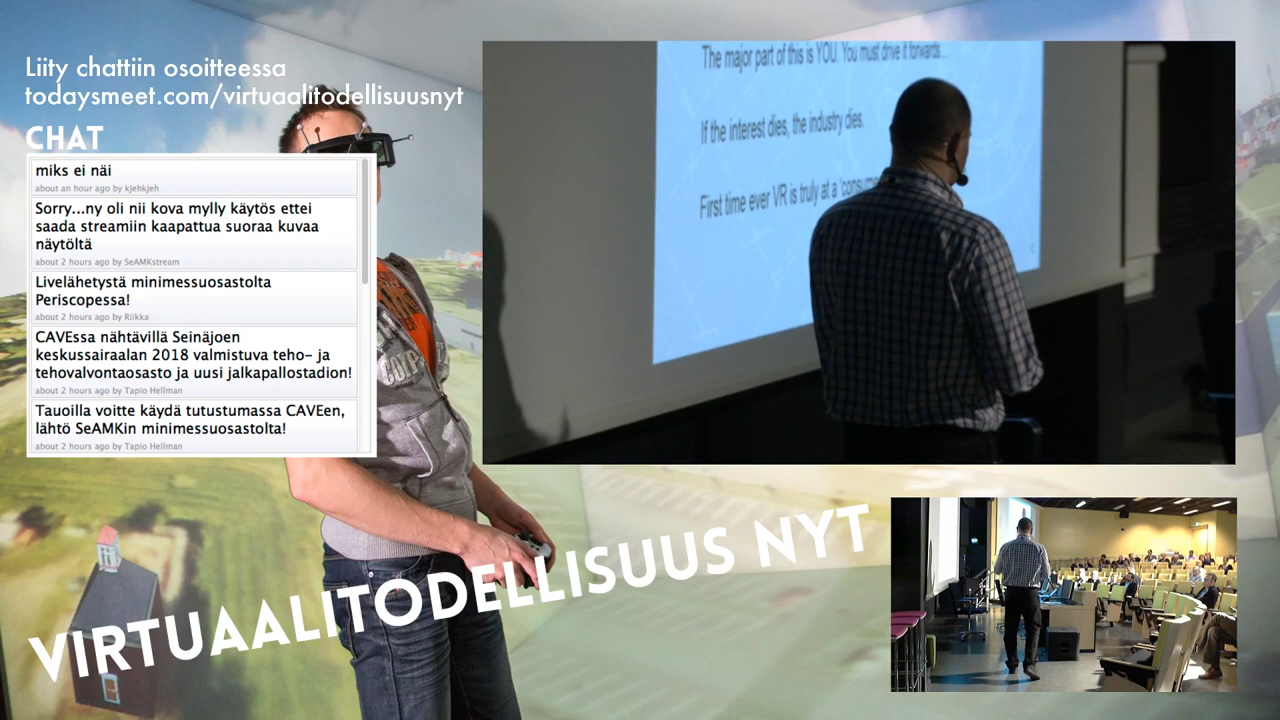 Liity chattiin osoitteessa
todaysmeet.com/virtuaalitodellisuusnyt
CHAT
miks ei näi
about an hour ago by kjehkjeh
Sorry...ny oli nii kova mylly käytös ettei
saada streamiin kaapattua suoraa kuvaa
näytöltä
about 2 hours ago by SeAMKstream
Livelähetystä minimessuosastolta
Periscopessa!
about 2 hours ago by Riikka
CAVEssa nähtävillä Seinäjoen
keskussairaalan 2018 valmistuva teho- ja
tehovalvontaosasto ja uusi jalkapallostadion!
about 2 hours ago by Tapio Hellman
Tauoilla voitte käydä tutustumassa CAVEen,
lähtö SeAMKin minimessuosastolta!
about 2 hours ago by Tapio Hellman
The major part of this is YOU. You must drive it forwards...
If the interest dies, the industry dies.
First time ever VR is truly at a 'consume
VIRTUAALITODELLISUUS NYT